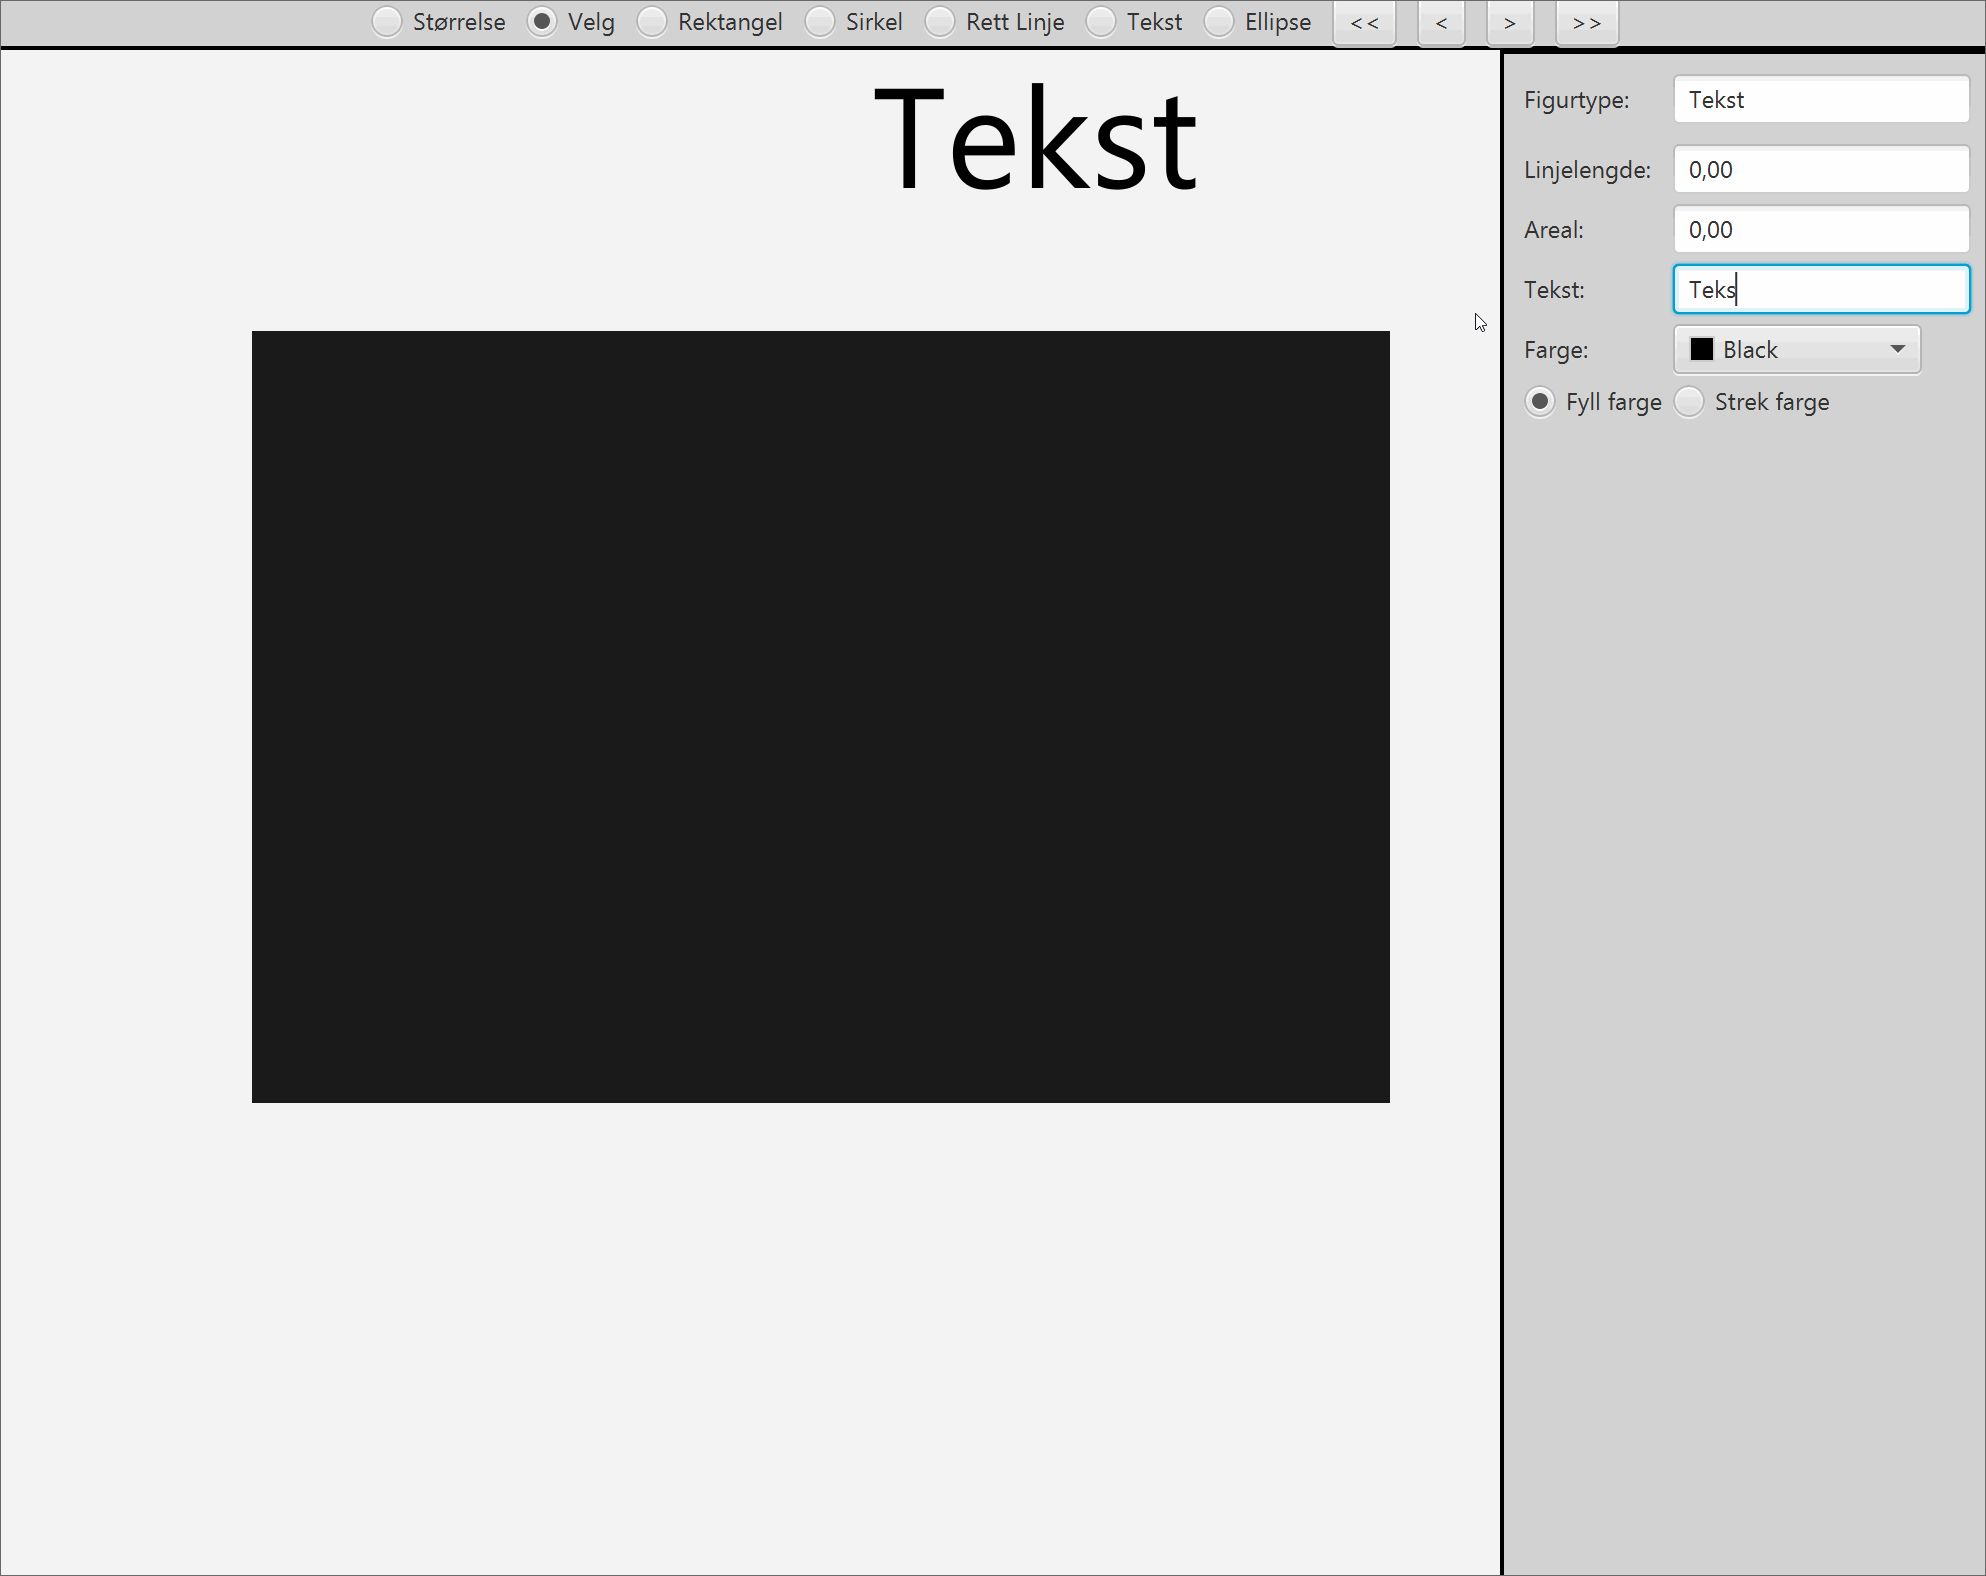 Størrelse Velg Rektangel Sirkel Rett Linje Tekst Ellipse << < > >>
Tekst
Figurtype: Tekst
Linjelengde: 0,00
Areal: 0,00
Tekst: Teks
Farge: Black
Fyll farge Strek farge